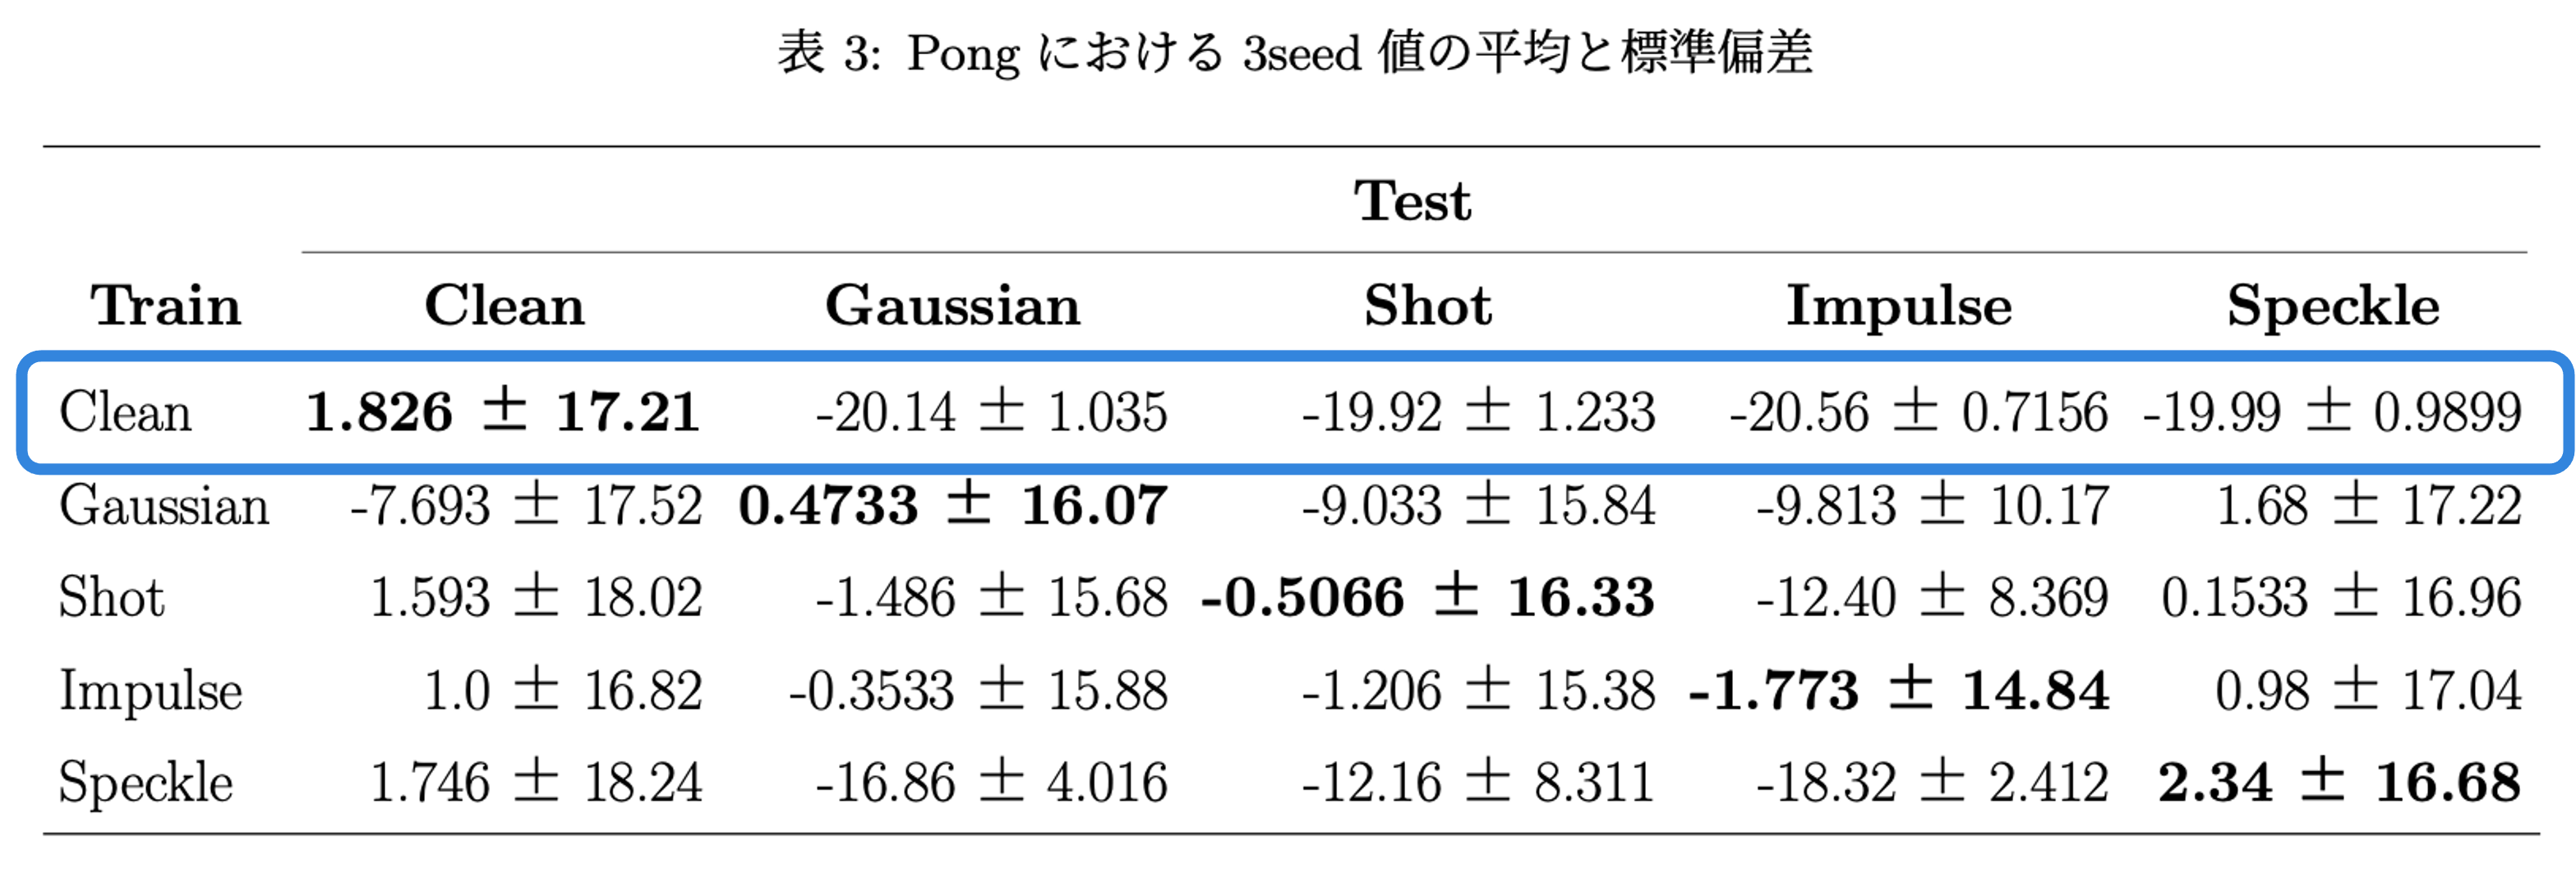 表 3: Pong における 3seed 値の平均と標準偏差
Test
Train Clean Gaussian Shot Impulse Speckle
Clean 1.826 ± 17.21 -20.14 ± 1.035 -19.92 ± 1.233 -20.56 ± 0.7156 -19.99 ± 0.9899
Gaussian -7.693 ± 17.52 0.4733 ± 16.07 -9.033 ± 15.84 -9.813 ± 10.17 1.68 ± 17.22
Shot 1.593 ± 18.02 -1.486 ± 15.68 -0.5066 ± 16.33 -12.40 ± 8.369 0.1533 ± 16.96
Impulse 1.0 ± 16.82 -0.3533 ± 15.88 -1.206 ± 15.38 -1.773 ± 14.84 0.98 ± 17.04
Speckle 1.746 ± 18.24 -16.86 ± 4.016 -12.16 ± 8.311 -18.32 ± 2.412 2.34 ± 16.68